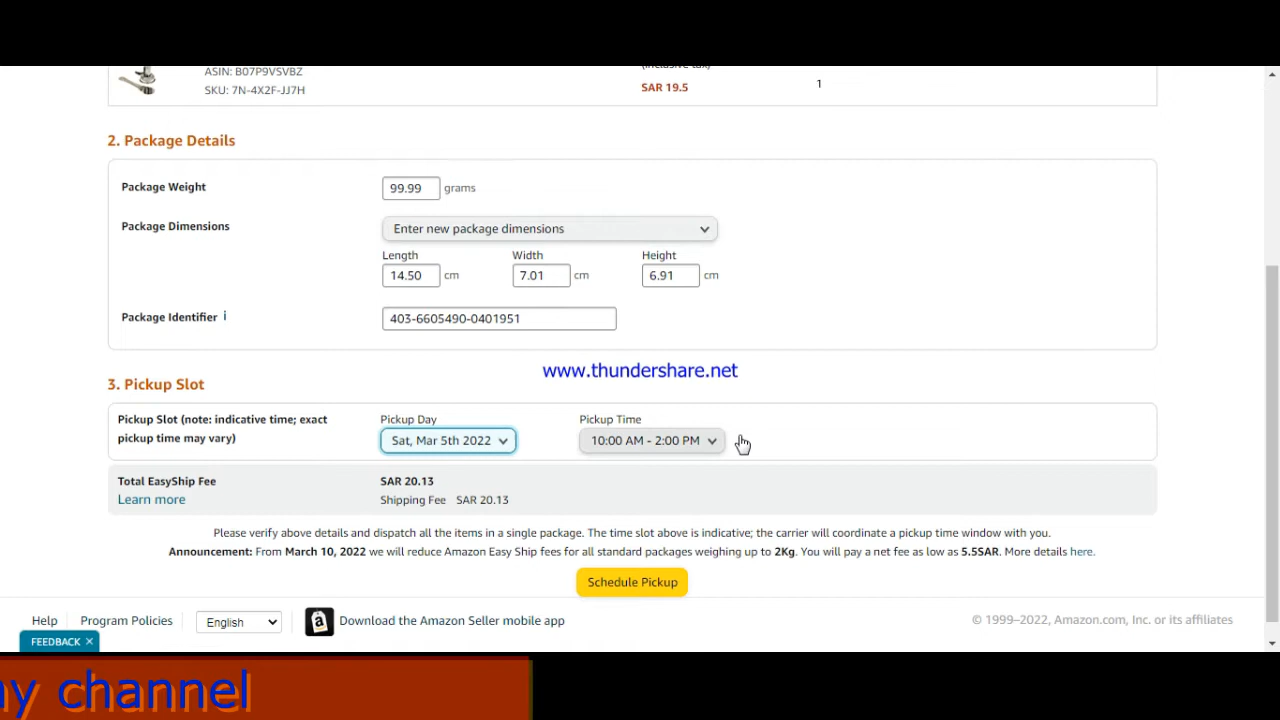 ASIN: B07P9VSVBZ
SKU: 7N-4X2F-JJ7H
(inclusive tax)
SAR 19.5
1
2. Package Details
Package Weight
99.99 grams
Package Dimensions
Enter new package dimensions
Length Width Height
14.50 cm 7.01 cm 6.91 cm
Package Identifier i
403-6605490-0401951
www.thundershare.net
3. Pickup Slot
Pickup Slot (note: indicative time; exact
pickup time may vary)
Pickup Day Pickup Time
Sat, Mar 5th 2022 10:00 AM - 2:00 PM
Total EasyShip Fee SAR 20.13
Learn more Shipping Fee SAR 20.13
Please verify above details and dispatch all the items in a single package. The time slot above is indicative; the carrier will coordinate a pickup time window with you.
Announcement: From March 10, 2022 we will reduce Amazon Easy Ship fees for all standard packages weighing up to 2Kg. You will pay a net fee as low as 5.5SAR. More details here.
Schedule Pickup
Help Program Policies English a Download the Amazon Seller mobile app © 1999–2022, Amazon.com, Inc. or its affiliates
FEEDBACK ×
my channel